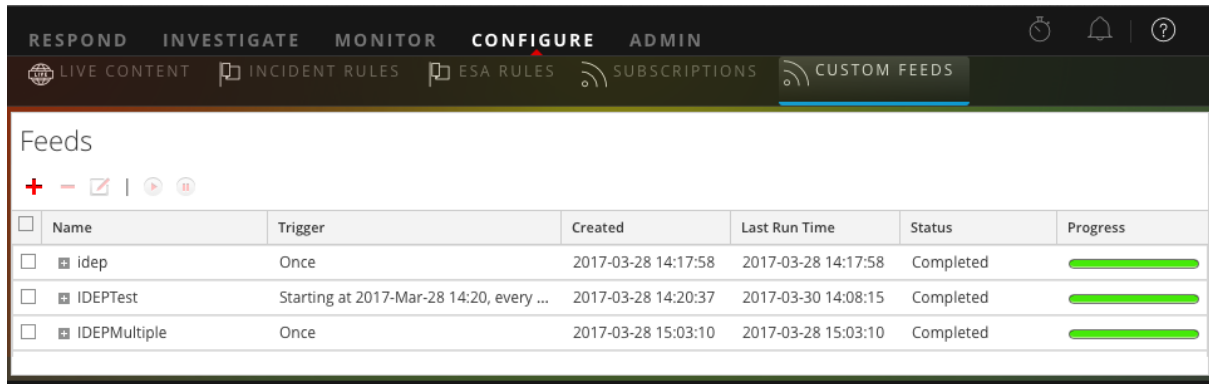 RESPOND INVESTIGATE MONITOR CONFIGURE ADMIN ?
LIVE LIVE CONTENT INCIDENT RULES ESA RULES SUBSCRIPTIONS CUSTOM FEEDS
Feeds
Name Trigger Created Last Run Time Status Progress
idep Once 2017-03-28 14:17:58 2017-03-28 14:17:58 Completed
IDEPTest Starting at 2017-Mar-28 14:20, every ... 2017-03-28 14:20:37 2017-03-30 14:08:15 Completed
IDEPMultiple Once 2017-03-28 15:03:10 2017-03-28 15:03:10 Completed